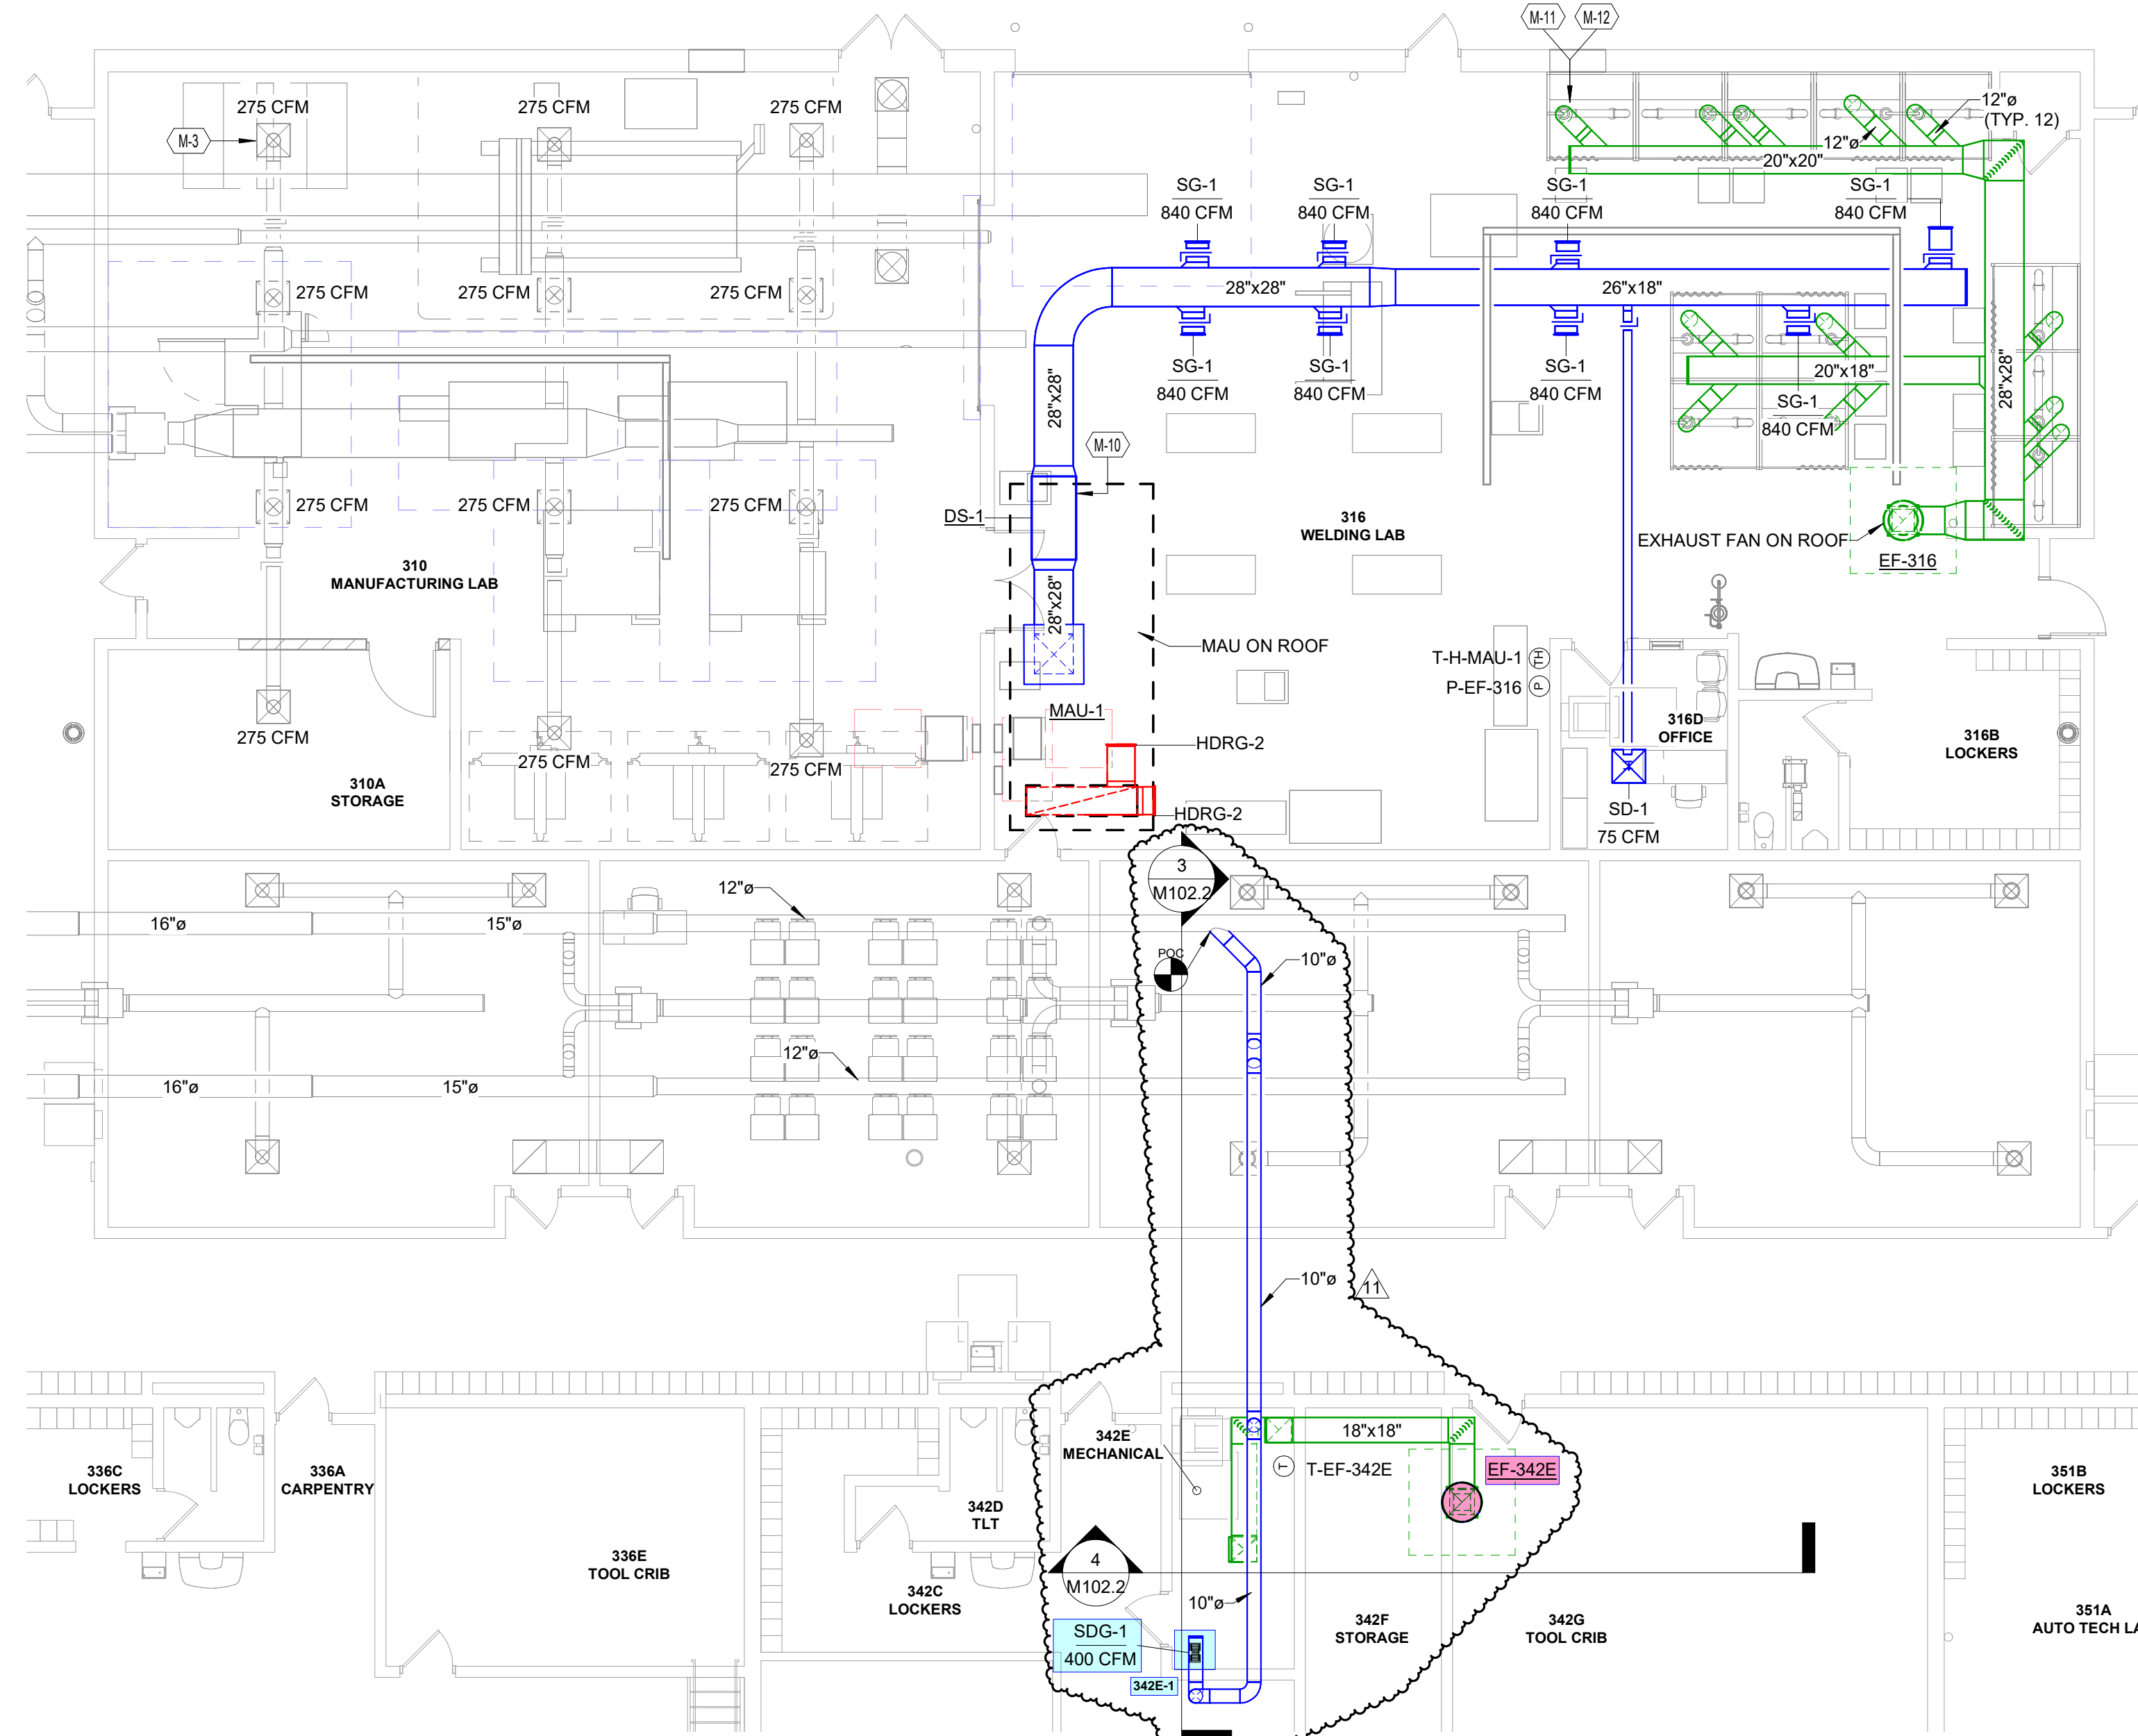 M-11
M-12
275 CFM
275 CFM
275 CFM
M-3
12"ø
(TYP. 12)
12"ø
20"x20"
SG-1
840 CFM
SG-1
840 CFM
SG-1
840 CFM
SG-1
840 CFM
275 CFM
275 CFM
275 CFM
28"x28"
26"x18"
SG-1
840 CFM
SG-1
840 CFM
SG-1
840 CFM
20"x18"
SG-1
840 CFM
28"x28"
28"x28"
M-10
275 CFM
275 CFM
275 CFM
DS-1
316
WELDING LAB
EXHAUST FAN ON ROOF
EF-316
310
MANUFACTURING LAB
28"x28"
MAU ON ROOF
T-H-MAU-1
TH
P-EF-316
P
MAU-1
316D
OFFICE
316B
LOCKERS
275 CFM
275 CFM
275 CFM
HDRG-2
310A
STORAGE
HDRG-2
SD-1
75 CFM
3
M102.2
12"ø
16"ø
15"ø
POC
10"ø
12"ø
16"ø
15"ø
10"ø
11
18"x18"
342E
MECHANICAL
T
T-EF-342E
EF-342E
336C
LOCKERS
336A
CARPENTRY
351B
LOCKERS
342D
TLT
336E
TOOL CRIB
4
M102.2
342C
LOCKERS
10"ø
SDG-1
400 CFM
342F
STORAGE
342G
TOOL CRIB
351A
AUTO TECH LA
342E-1